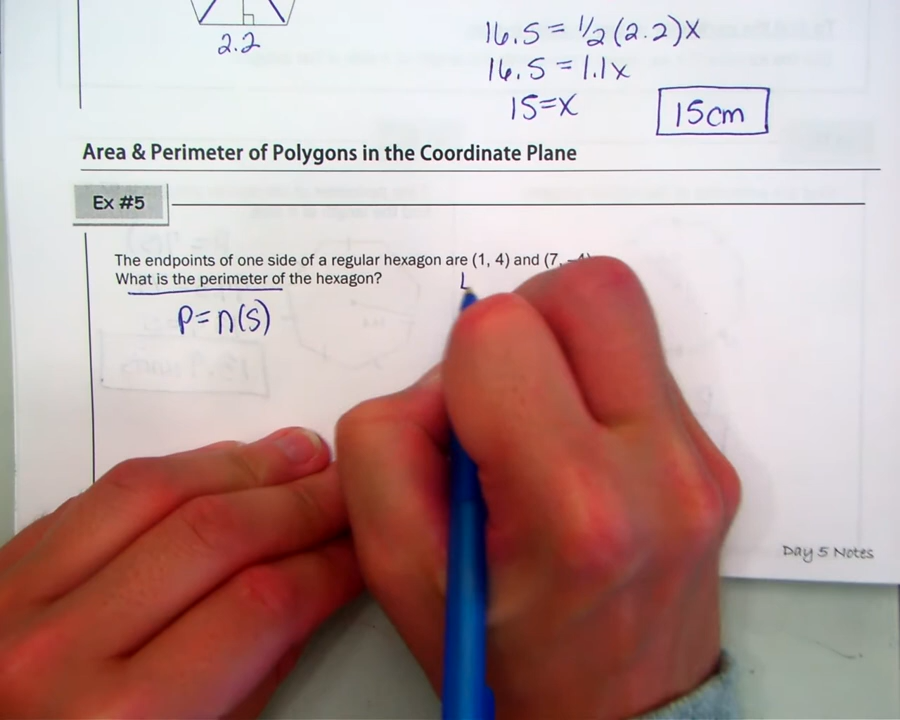 2.2
16.5 = 1/2 (2.2)x
16.5 = 1.1x
15=x
15cm
Area & Perimeter of Polygons in the Coordinate Plane
Ex #5
The endpoints of one side of a regular hexagon are (1, 4) and (7,
What is the perimeter of the hexagon?
P=n(s)
Day 5 Notes